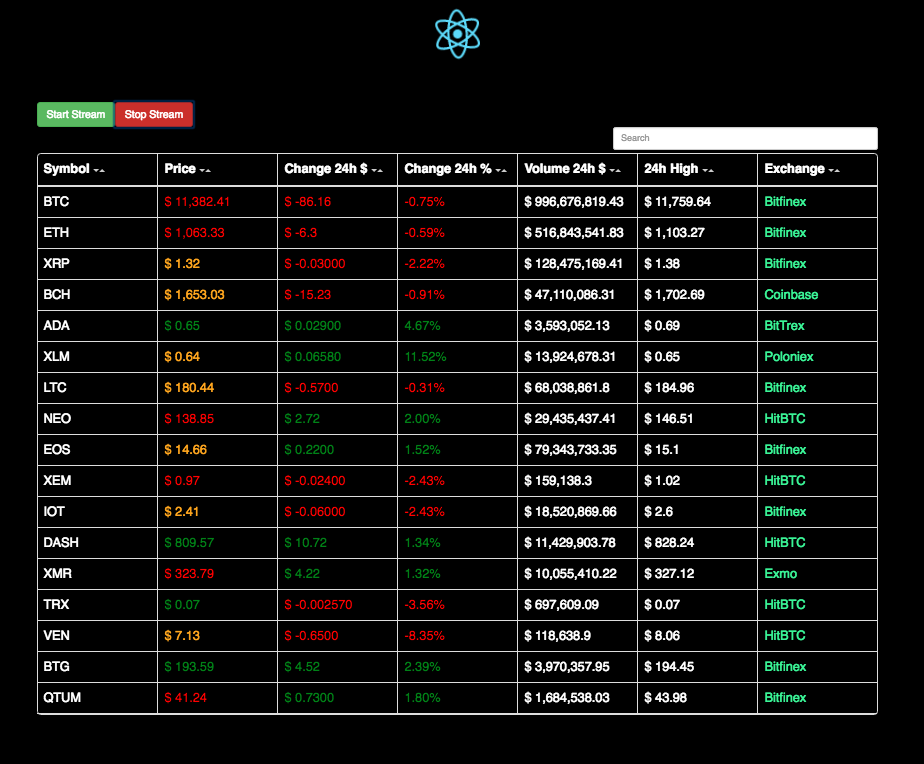 Start Stream Stop Stream
Search
Symbol Price Change 24h $ Change 24h % Volume 24h $ 24h High Exchange
BTC $ 11,382.41 $ -86.16 -0.75% $ 996,676,819.43 $ 11,759.64 Bitfinex
ETH $ 1,063.33 $ -6.3 -0.59% $ 516,843,541.83 $ 1,103.27 Bitfinex
XRP $ 1.32 $ -0.03000 -2.22% $ 128,475,169.41 $ 1.38 Bitfinex
BCH $ 1,653.03 $ -15.23 -0.91% $ 47,110,086.31 $ 1,702.69 Coinbase
ADA $ 0.65 $ 0.02900 4.67% $ 3,593,052.13 $ 0.69 BitTrex
XLM $ 0.64 $ 0.06580 11.52% $ 13,924,678.31 $ 0.65 Poloniex
LTC $ 180.44 $ -0.5700 -0.31% $ 68,038,861.8 $ 184.96 Bitfinex
NEO $ 138.85 $ 2.72 2.00% $ 29,435,437.41 $ 146.51 HitBTC
EOS $ 14.66 $ 0.2200 1.52% $ 79,343,733.35 $ 15.1 Bitfinex
XEM $ 0.97 $ -0.02400 -2.43% $ 159,138.3 $ 1.02 HitBTC
IOT $ 2.41 $ -0.06000 -2.43% $ 18,520,869.66 $ 2.6 Bitfinex
DASH $ 809.57 $ 10.72 1.34% $ 11,429,903.78 $ 828.24 HitBTC
XMR $ 323.79 $ 4.22 1.32% $ 10,055,410.22 $ 327.12 Exmo
TRX $ 0.07 $ -0.002570 -3.56% $ 697,609.09 $ 0.07 HitBTC
VEN $ 7.13 $ -0.6500 -8.35% $ 118,638.9 $ 8.06 HitBTC
BTG $ 193.59 $ 4.52 2.39% $ 3,970,357.95 $ 194.45 Bitfinex
QTUM $ 41.24 $ 0.7300 1.80% $ 1,684,538.03 $ 43.98 Bitfinex